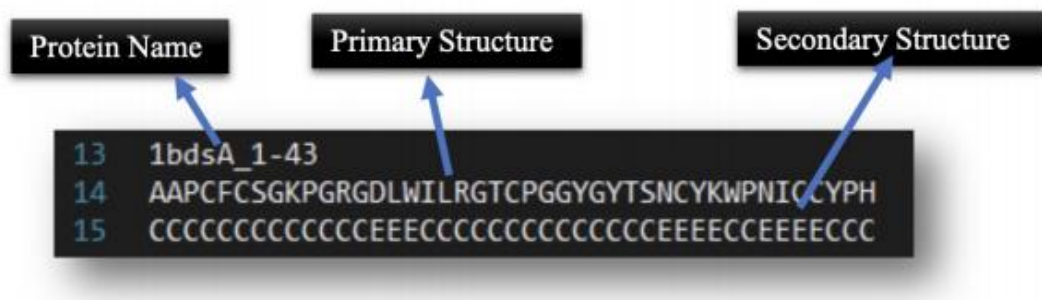 Protein Name
Primary Structure
Secondary Structure
13 1bdsA_1-43
14 AAPCFCSGKPGRGDLWILRGTCPGGYGYTSNCYKWPNICCYPH
15 CCCCCCCCCCCCCEEECCCCCCCCCCCCCCEEEECCEEEECCC